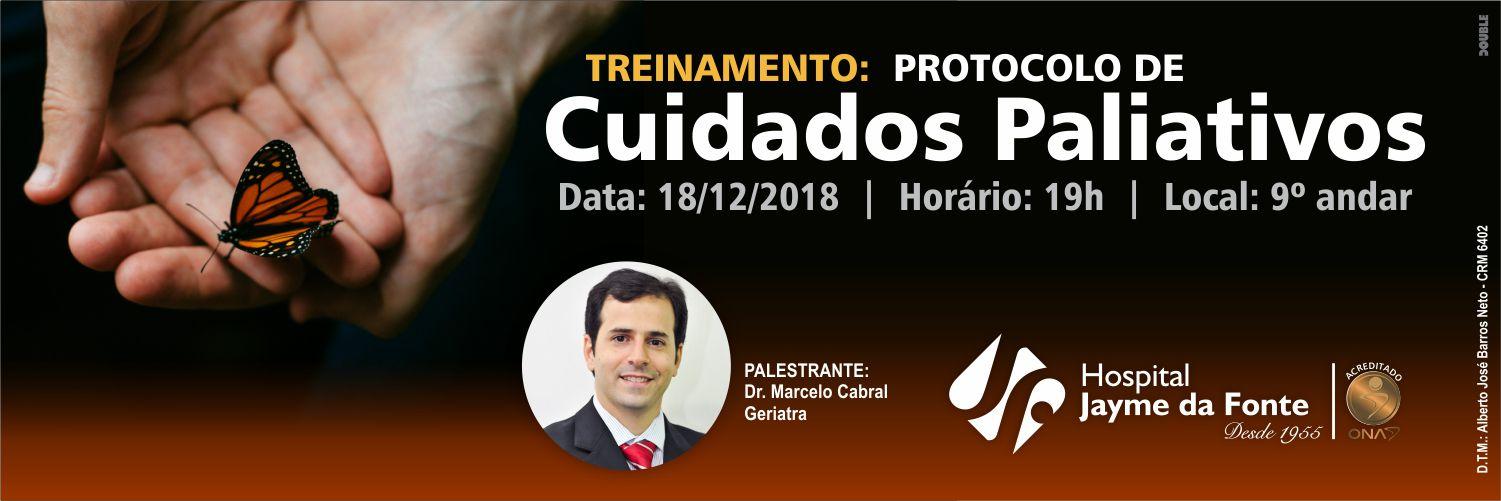 DOUBLE
TREINAMENTO: PROTOCOLO DE
Cuidados Paliativos
Data: 18/12/2018 | Horário: 19h | Local: 9º andar
PALESTRANTE:
Dr. Marcelo Cabral
Geriatra
Hospital
Jayme da Fonte
Desde 1955
ACREDITADO
ONA
D.T.M.: Alberto José Barros Neto - CRM 6402